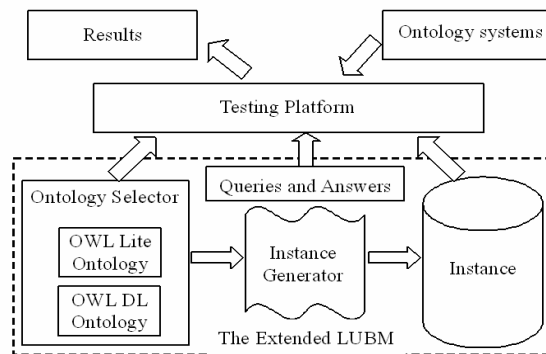 Results
Ontology systems
Testing Platform
Ontology Selector
Queries and Answers
OWL Lite
Ontology
OWL DL
Ontology
Instance
Generator
Instance
The Extended LUBM